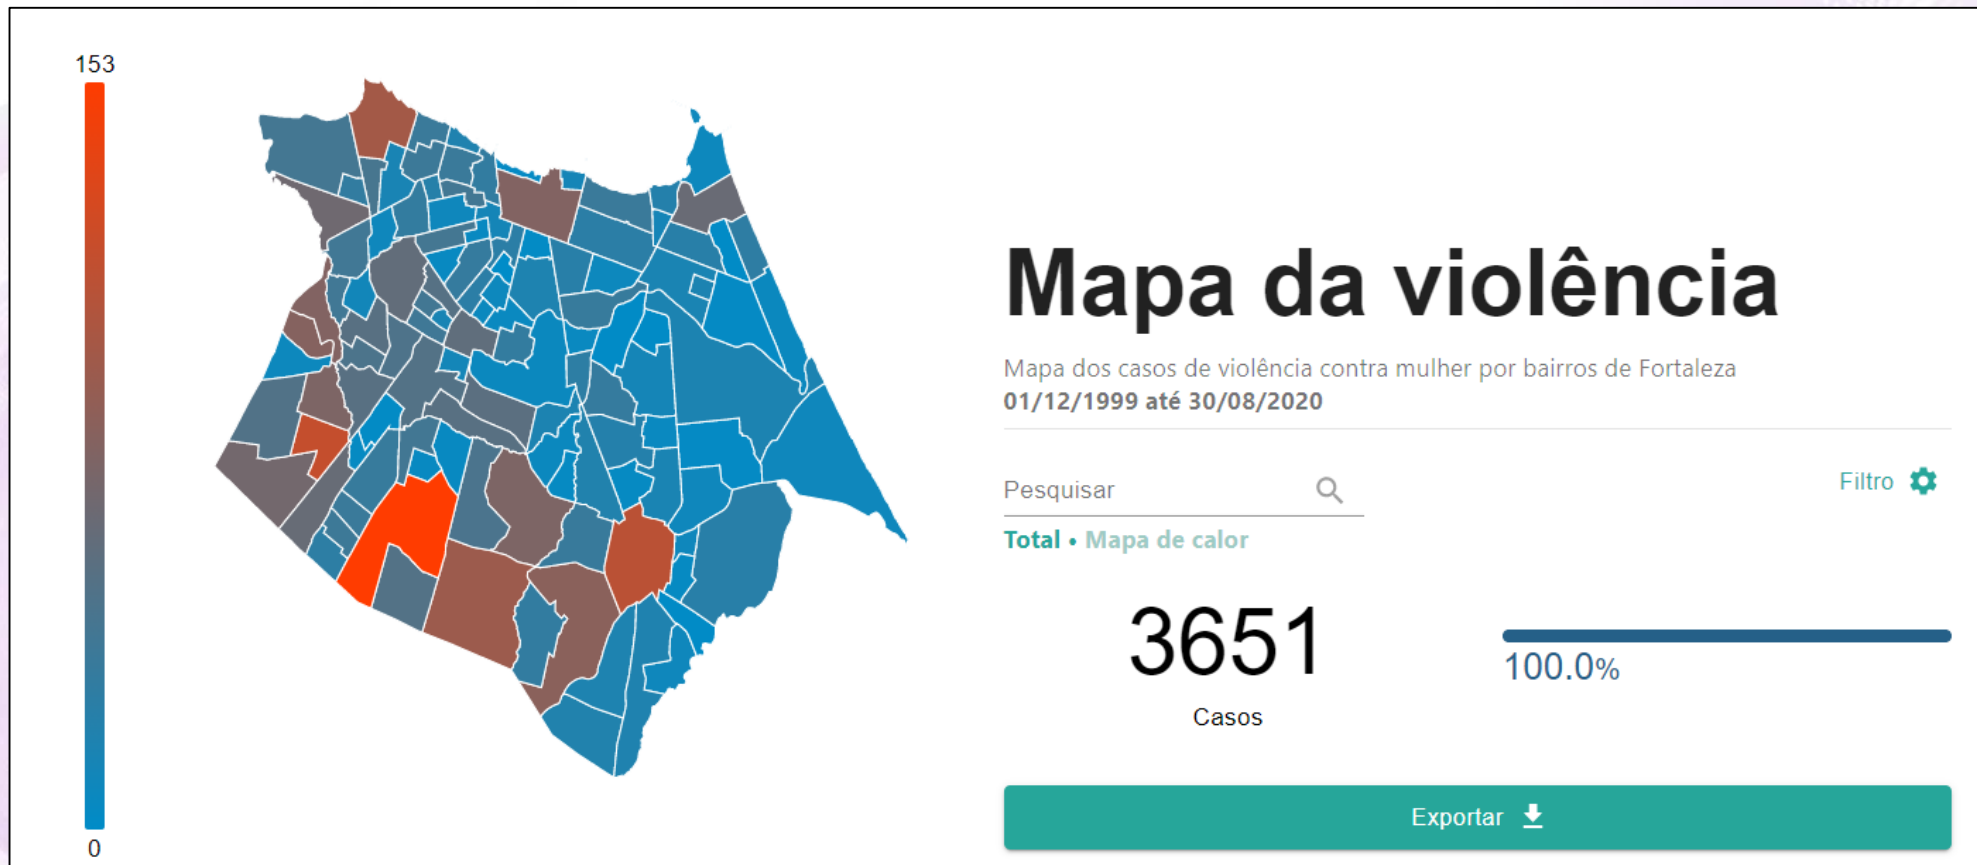 153
0
Mapa da violência
Mapa dos casos de violência contra mulher por bairros de Fortaleza
01/12/1999 até 30/08/2020
Pesquisar
Filtro
Total • Mapa de calor
3651
Casos
100.0%
Exportar